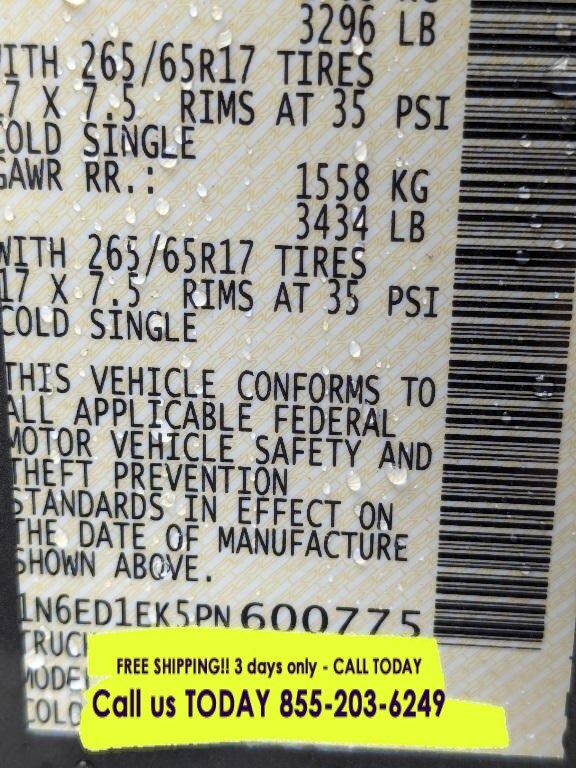 3296 LB
WITH 265/65R17 TIRES
17 X 7.5 RIMS AT 35 PSI
COLD SINGLE
GAWR RR.: 1558 KG
3434 LB
WITH 265/65R17 TIRES
17 X 7.5 RIMS AT 35 PSI
COLD SINGLE
THIS VEHICLE CONFORMS TO
ALL APPLICABLE FEDERAL
MOTOR VEHICLE SAFETY AND
THEFT PREVENTION
STANDARDS IN EFFECT ON
THE DATE OF MANUFACTURE
SHOWN ABOVE.
1N6ED1EK5PN600775
TRUCK
FREE SHIPPING!! 3 days only - CALL TODAY
MODEL
Call us TODAY 855-203-6249